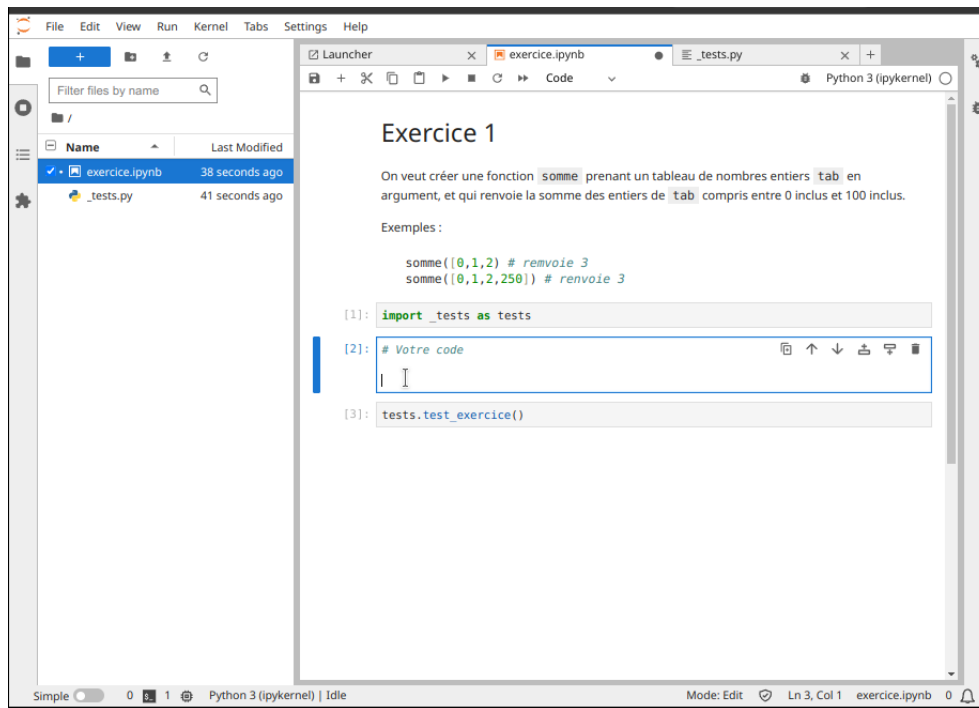 File Edit View Run Kernel Tabs Settings Help
+
Filter files by name
/
Name Last Modified
exercice.ipynb 38 seconds ago
_tests.py 41 seconds ago
Launcher exercice.ipynb _tests.py +
Code Python 3 (ipykernel)
Exercice 1
On veut créer une fonction somme prenant un tableau de nombres entiers tab en
argument, et qui renvoie la somme des entiers de tab compris entre 0 inclus et 100 inclus.
Exemples :
somme([0,1,2) # remvoie 3
somme([0,1,2,250]) # renvoie 3
[1]: import _tests as tests
[2]: # Votre code
[3]: tests.test_exercice()
Simple 0 1 Python 3 (ipykernel) | Idle Mode: Edit Ln 3, Col 1 exercice.ipynb 0